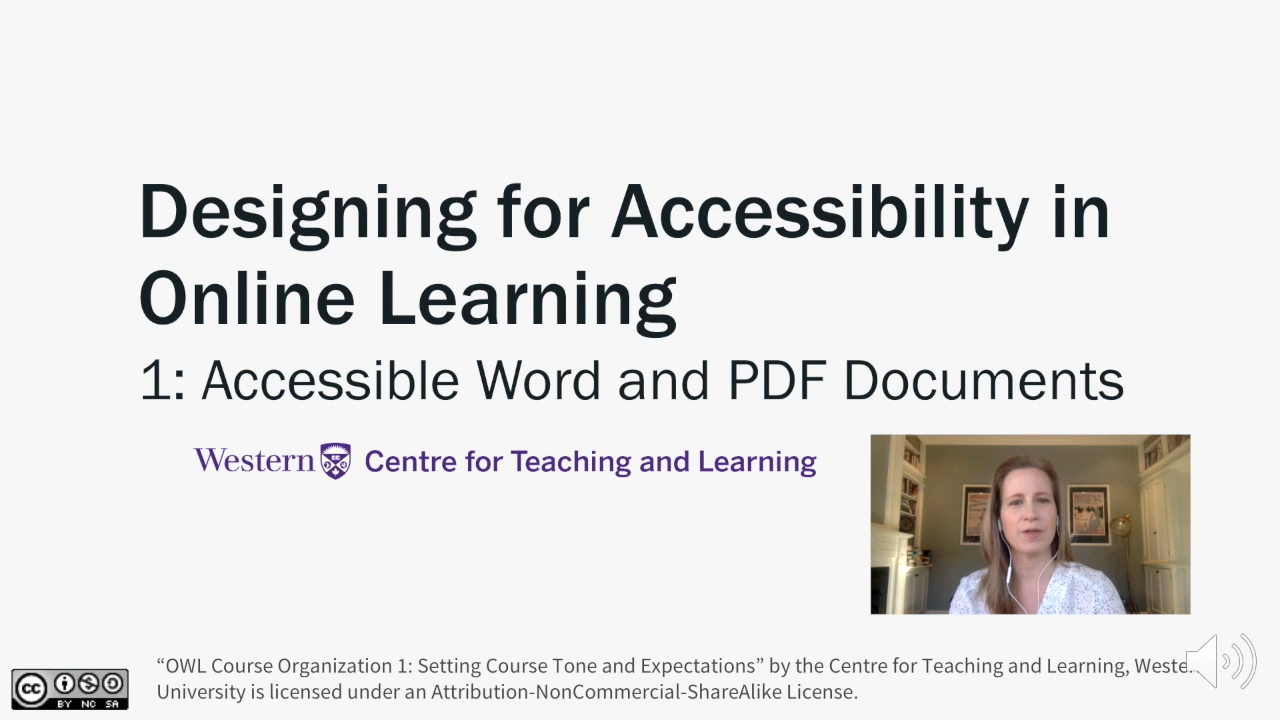 Designing for Accessibility in
Online Learning
1: Accessible Word and PDF Documents
Western Centre for Teaching and Learning
“OWL Course Organization 1: Setting Course Tone and Expectations” by the Centre for Teaching and Learning, Weste
University is licensed under an Attribution-NonCommercial-ShareAlike License.
cc
BY NC SA